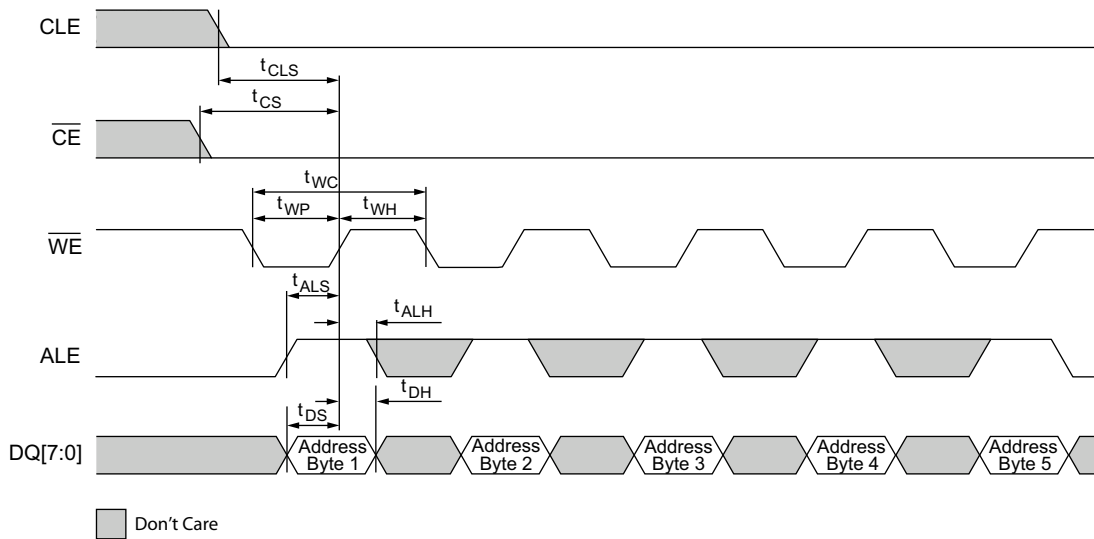 CLE
tCLS
tCS
CE
tWC
tWP
tWH
WE
tALS
tALH
ALE
tDH
tDS
DQ[7:0]
Address
Byte 1
Address
Byte 2
Address
Byte 3
Address
Byte 4
Address
Byte 5
Don't Care